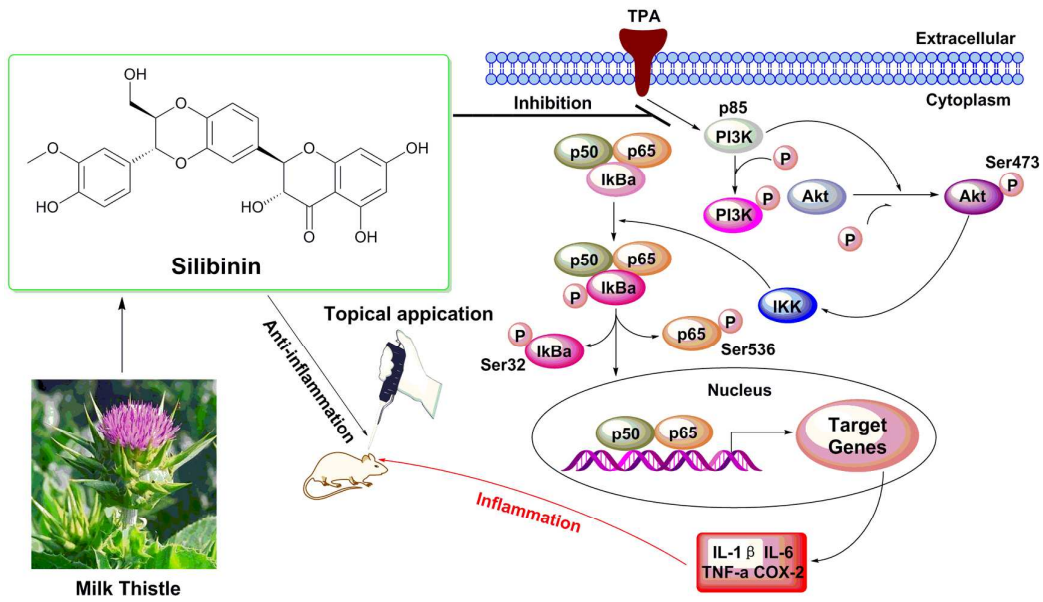 TPA
Extracellular
Cytoplasm
OH
O
O
O
HO
HO
O
OH
O
OH
Silibinin
Inhibition
p85
PI3K
P
PI3K
P
Akt
P
Ser473
Akt
P
p50
p65
IkBa
p50
p65
IkBa
P
IKK
P
IkBa
Ser32
p65
P
Ser536
Topical appication
Anti-inflammation
Nucleus
p50
p65
Target
Genes
Inflammation
IL-1 β IL-6
TNF-a COX-2
Milk Thistle